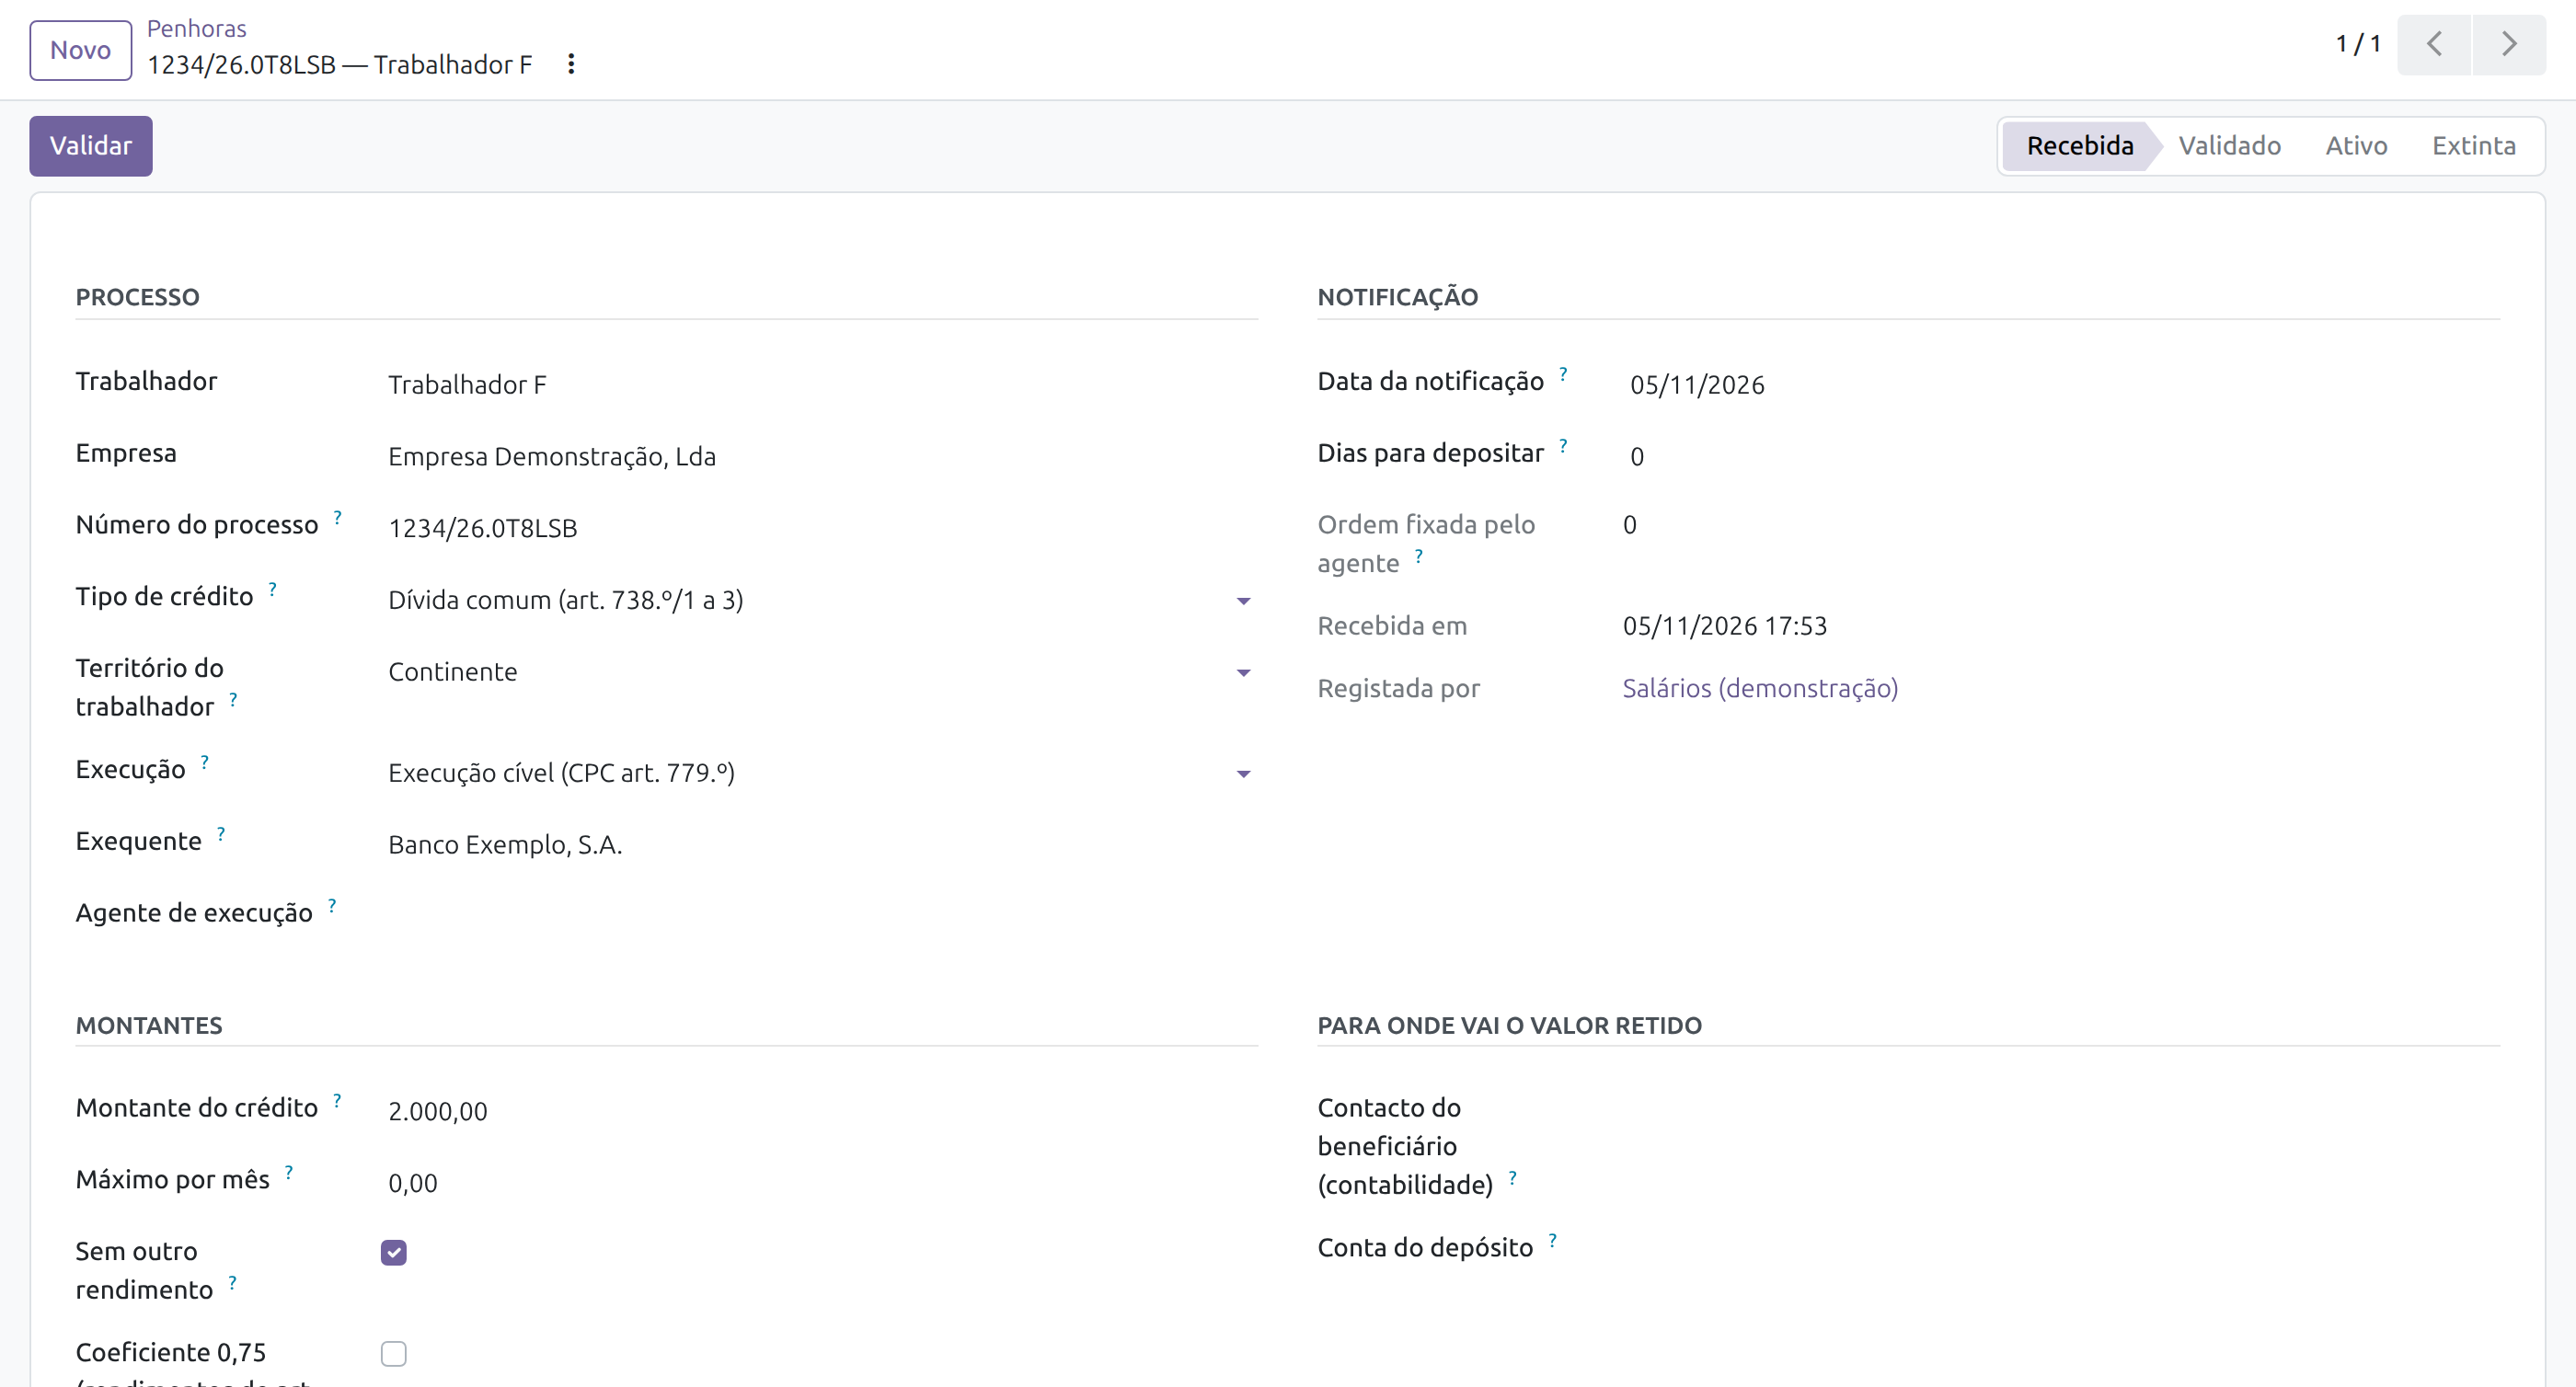 Novo
Penhoras
1234/26.0T8LSB — Trabalhador F
1 / 1
Validar
Recebida
Validado
Ativo
Extinta
PROCESSO
Trabalhador
Trabalhador F
Empresa
Empresa Demonstração, Lda
Número do processo ?
1234/26.0T8LSB
Tipo de crédito ?
Dívida comum (art. 738.º/1 a 3)
Território do
trabalhador ?
Continente
Execução ?
Execução cível (CPC art. 779.º)
Exequente ?
Banco Exemplo, S.A.
Agente de execução ?
NOTIFICAÇÃO
Data da notificação ?
05/11/2026
Dias para depositar ?
0
Ordem fixada pelo
agente ?
0
Recebida em
05/11/2026 17:53
Registada por
Salários (demonstração)
MONTANTES
Montante do crédito ?
2.000,00
Máximo por mês ?
0,00
Sem outro
rendimento ?
Coeficiente 0,75
PARA ONDE VAI O VALOR RETIDO
Contacto do
beneficiário
(contabilidade) ?
Conta do depósito ?